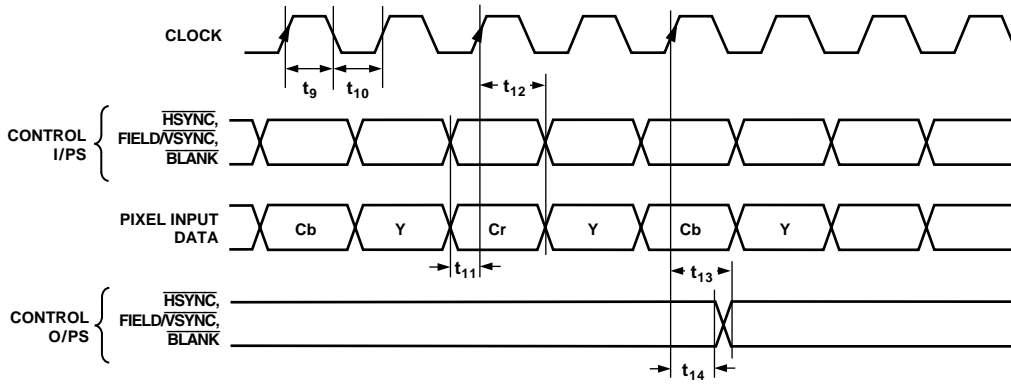 CLOCK
t9 t10 t12
CONTROL I/PS
HSYNC,
FIELD/VSYNC,
BLANK
PIXEL INPUT DATA
Cb Y Cr Y Cb Y
t11 t13
CONTROL O/PS
HSYNC,
FIELD/VSYNC,
BLANK
t14